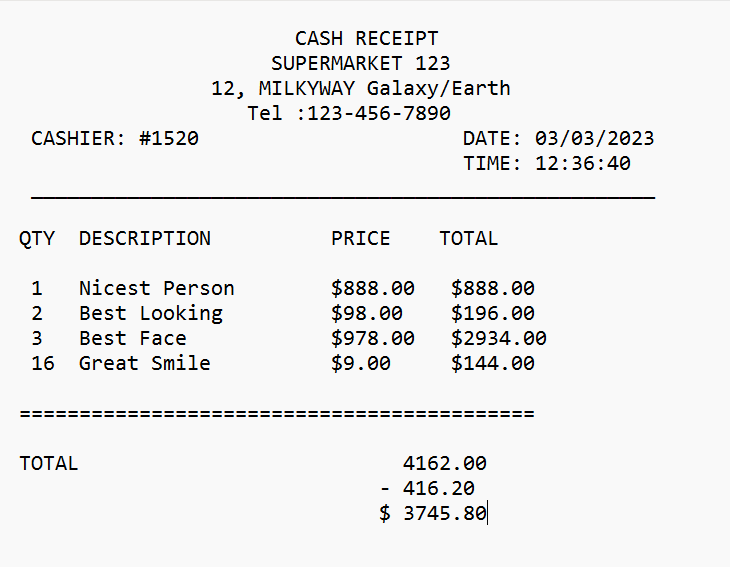 CASH RECEIPT
SUPERMARKET 123
12, MILKYWAY Galaxy/Earth
Tel :123-456-7890
CASHIER: #1520 DATE: 03/03/2023
TIME: 12:36:40
QTY DESCRIPTION PRICE TOTAL
1 Nicest Person $888.00 $888.00
2 Best Looking $98.00 $196.00
3 Best Face $978.00 $2934.00
16 Great Smile $9.00 $144.00
============================================
TOTAL 4162.00
- 416.20
$ 3745.80